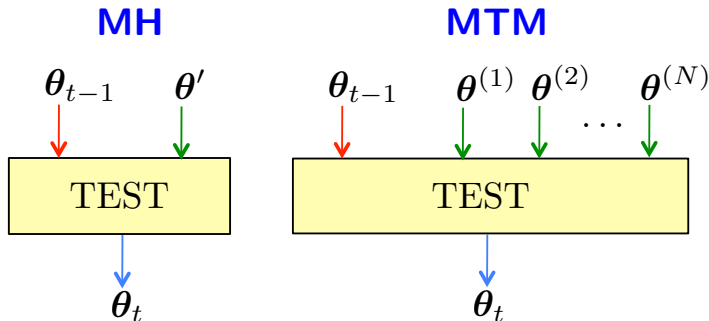 MH MTM
θ_{t−1} θ′ θ_{t−1} θ^{(1)} θ^{(2)} ... θ^{(N)}
TEST TEST
θ_t θ_t